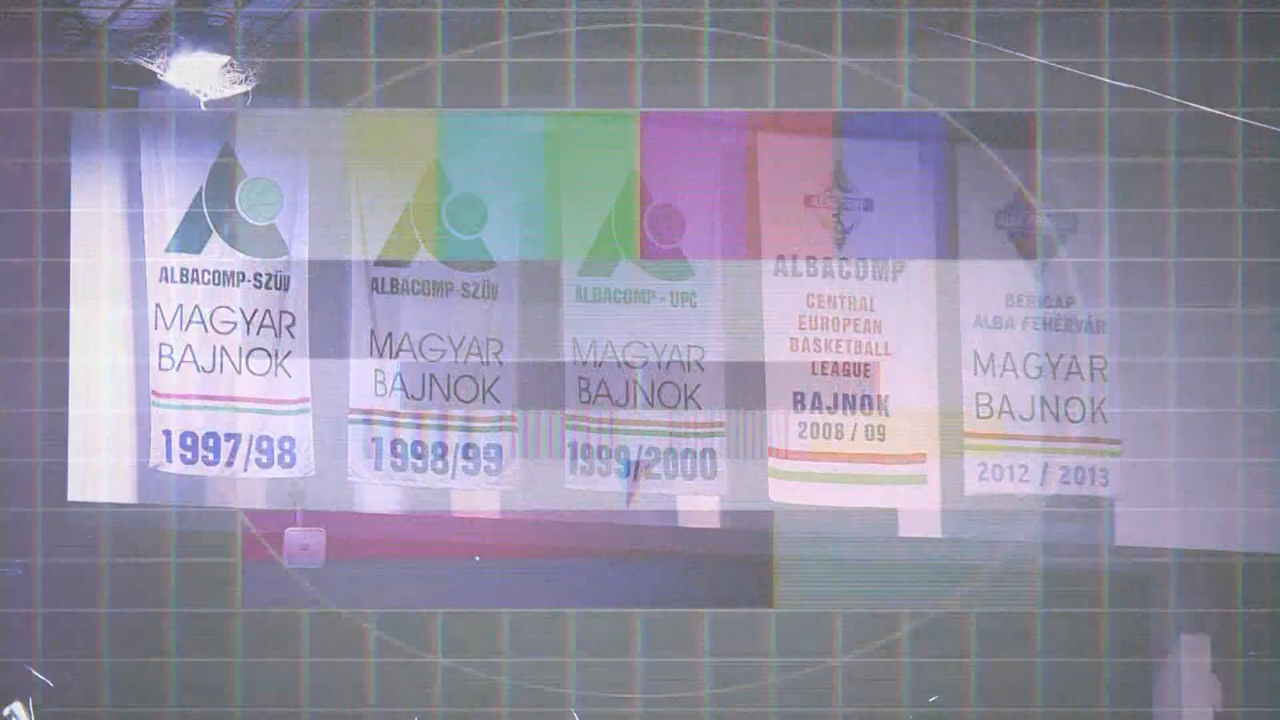 ALBACOMP-SZÜV
MAGYAR
BAJNOK
1997/98
ALBACOMP-SZÜV
MAGYAR
BAJNOK
1998/99
ALBACOMP-UPC
MAGYAR
BAJNOK
1999/2000
ALBACOMP
CENTRAL
EUROPEAN
BASKETBALL
LEAGUE
BAJNOK
2008 / 09
BERICAP
ALBA FEHÉRVÁR
MAGYAR
BAJNOK
2012 / 2013